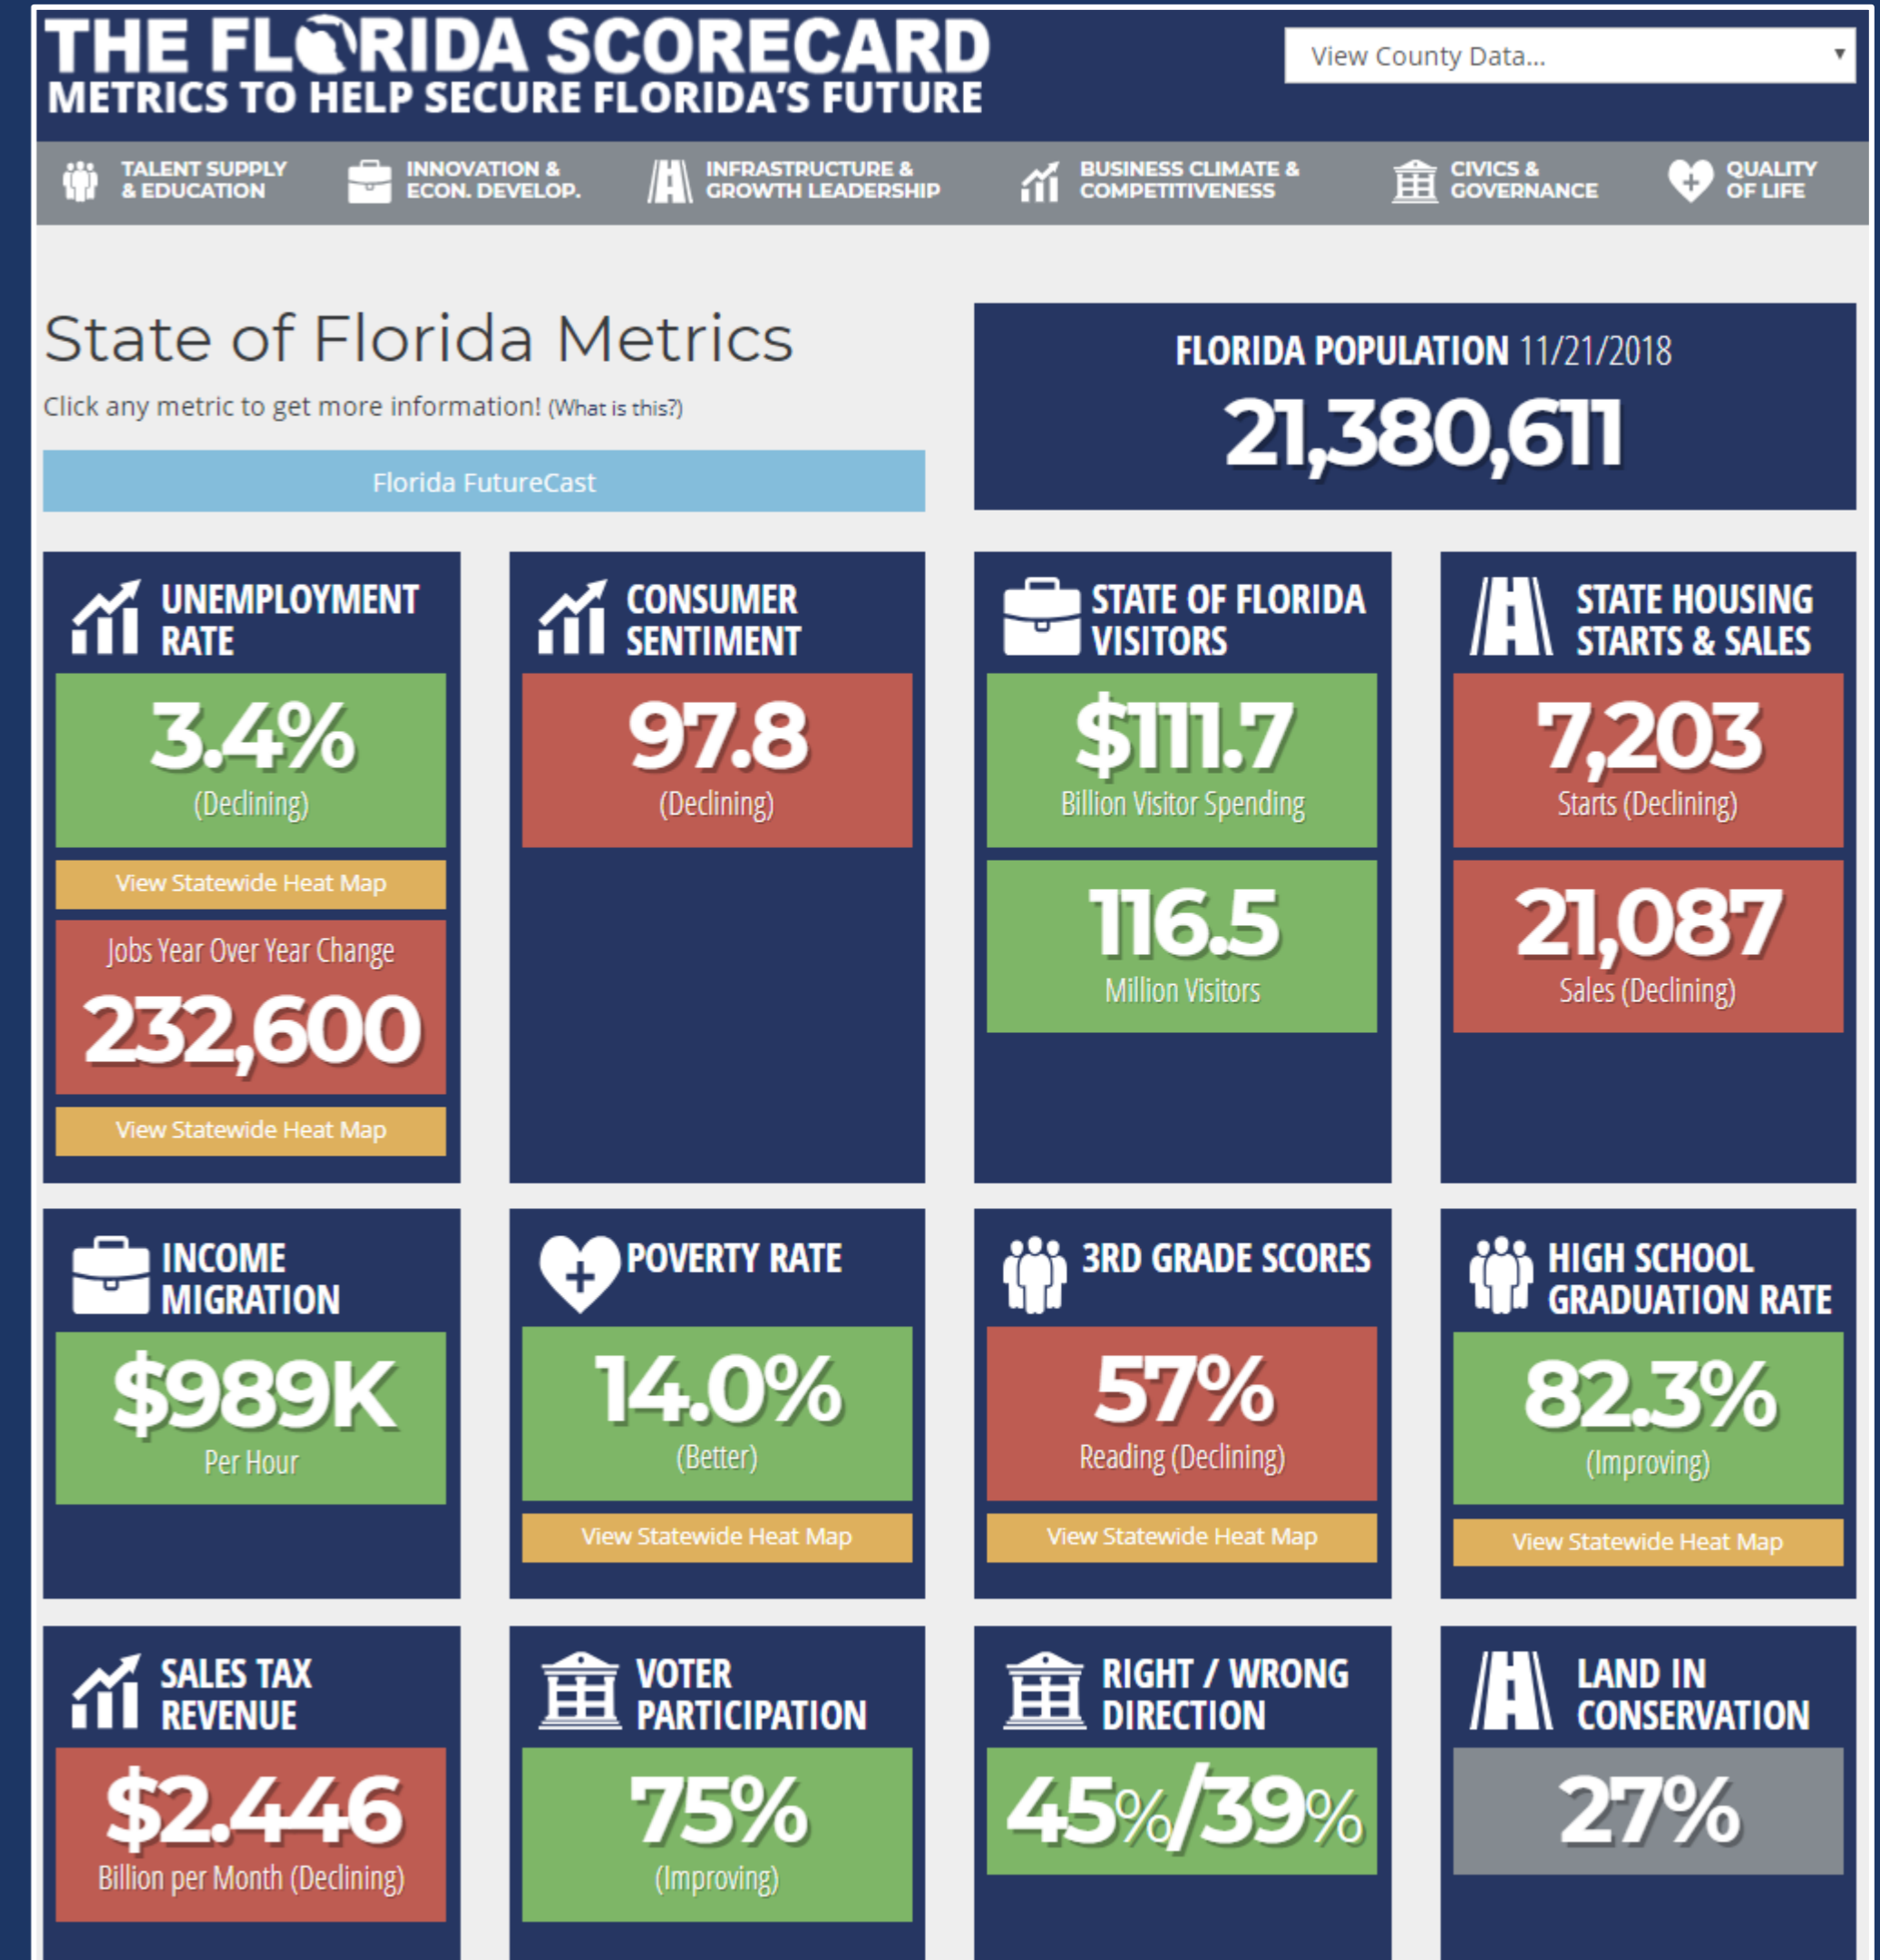 THE FLORIDA SCORECARD
METRICS TO HELP SECURE FLORIDA'S FUTURE
View County Data...
TALENT SUPPLY
& EDUCATION
INNOVATION &
ECON. DEVELOP.
INFRASTRUCTURE &
GROWTH LEADERSHIP
BUSINESS CLIMATE &
COMPETITIVENESS
CIVICS &
GOVERNANCE
QUALITY
OF LIFE
State of Florida Metrics
Click any metric to get more information! (What is this?)
Florida FutureCast
FLORIDA POPULATION 11/21/2018
21,380,611
UNEMPLOYMENT
RATE
3.4%
(Declining)
View Statewide Heat Map
Jobs Year Over Year Change
232,600
View Statewide Heat Map
CONSUMER
SENTIMENT
97.8
(Declining)
STATE OF FLORIDA
VISITORS
$111.7
Billion Visitor Spending
116.5
Million Visitors
STATE HOUSING
STARTS & SALES
7,203
Starts (Declining)
21,087
Sales (Declining)
INCOME
MIGRATION
$989K
Per Hour
POVERTY RATE
14.0%
(Better)
View Statewide Heat Map
3RD GRADE SCORES
57%
Reading (Declining)
View Statewide Heat Map
HIGH SCHOOL
GRADUATION RATE
82.3%
(Improving)
View Statewide Heat Map
SALES TAX
REVENUE
$2.446
Billion per Month (Declining)
VOTER
PARTICIPATION
75%
(Improving)
RIGHT / WRONG
DIRECTION
45%/39%
LAND IN
CONSERVATION
27%